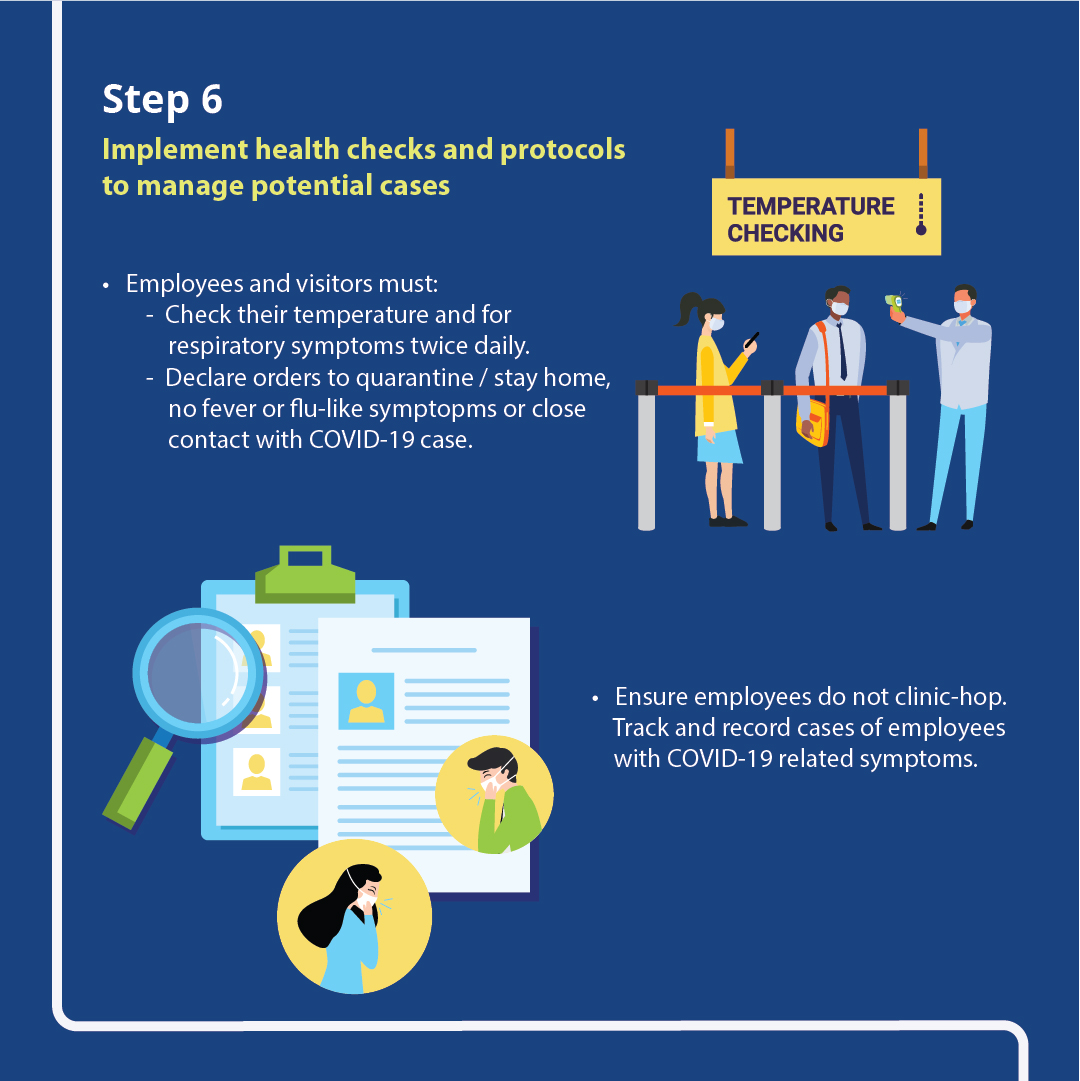 Step 6
Implement health checks and protocols
to manage potential cases
TEMPERATURE
CHECKING
• Employees and visitors must:
- Check their temperature and for
respiratory symptoms twice daily.
- Declare orders to quarantine / stay home,
no fever or flu-like symptopms or close
contact with COVID-19 case.
• Ensure employees do not clinic-hop.
Track and record cases of employees
with COVID-19 related symptoms.